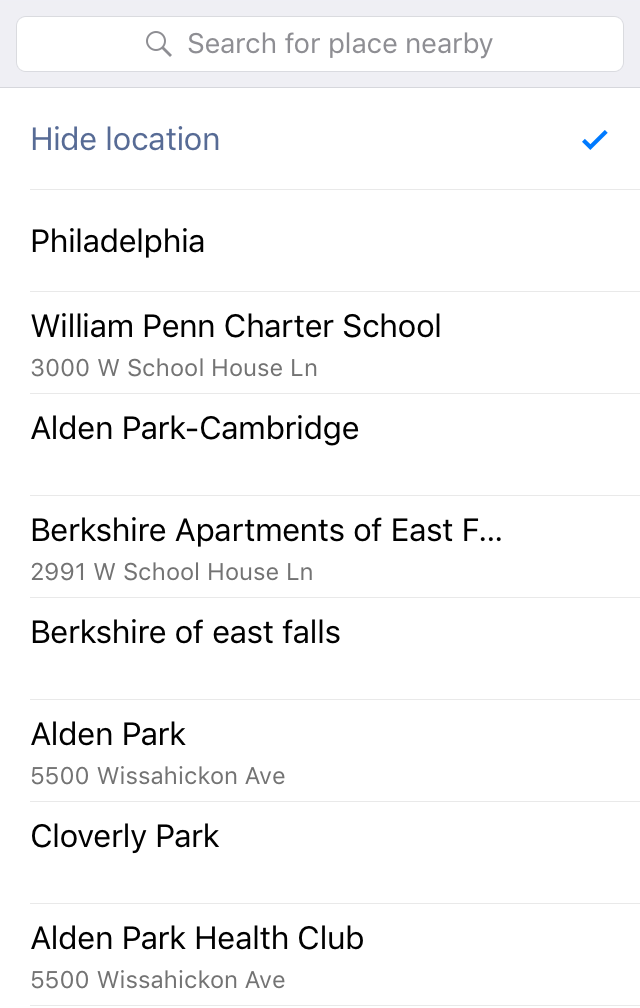 Search for place nearby
Hide location
Philadelphia
William Penn Charter School
3000 W School House Ln
Alden Park-Cambridge
Berkshire Apartments of East F...
2991 W School House Ln
Berkshire of east falls
Alden Park
5500 Wissahickon Ave
Cloverly Park
Alden Park Health Club
5500 Wissahickon Ave